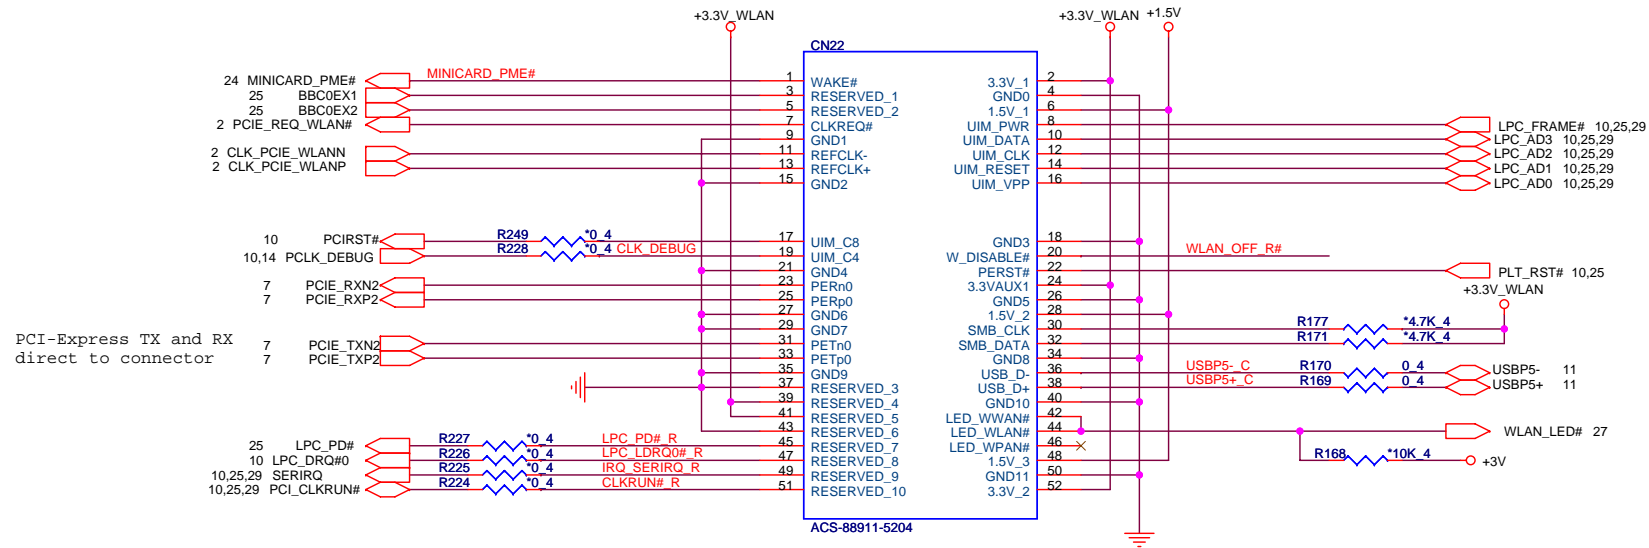 +3.3V_WLAN
+3.3V_WLAN +1.5V
CN22
24 MINICARD_PME# MINICARD_PME# 1 WAKE# 3.3V_1 2
25 BBC0EX1 3 RESERVED_1 GND0 4
25 BBC0EX2 5 RESERVED_2 1.5V_1 6
2 PCIE_REQ_WLAN# 7 CLKREQ# UIM_PWR 8 LPC_FRAME# 10,25,29
9 GND1 UIM_DATA 10 LPC_AD3 10,25,29
2 CLK_PCIE_WLANN 11 REFCLK- UIM_CLK 12 LPC_AD2 10,25,29
2 CLK_PCIE_WLANP 13 REFCLK+ UIM_RESET 14 LPC_AD1 10,25,29
15 GND2 UIM_VPP 16 LPC_AD0 10,25,29
10 PCIRST# R249 *0_4 17 UIM_C8 GND3 18
10,14 PCLK_DEBUG R228 *0_4 CLK_DEBUG 19 UIM_C4 W_DISABLE# 20 WLAN_OFF_R#
21 GND4 PERST# 22 PLT_RST# 10,25
7 PCIE_RXN2 23 PERn0 3.3VAUX1 24 +3.3V_WLAN
7 PCIE_RXP2 25 PERp0 GND5 26
27 GND6 1.5V_2 28
29 GND7 SMB_CLK 30 R177 *4.7K_4
PCI-Express TX and RX
direct to connector
7 PCIE_TXN2 31 PETn0 SMB_DATA 32 R171 *4.7K_4
7 PCIE_TXP2 33 PETp0 GND8 34
35 GND9 USB_D- 36 USBP5-_C R170 0_4 USBP5- 11
37 RESERVED_3 USB_D+ 38 USBP5+_C R169 0_4 USBP5+ 11
39 RESERVED_4 GND10 40
41 RESERVED_5 LED_WWAN# 42
43 RESERVED_6 LED_WLAN# 44 WLAN_LED# 27
25 LPC_PD# R227 *0_4 LPC_PD#_R 45 RESERVED_7 LED_WPAN# 46
10 LPC_DRQ#0 R226 *0_4 LPC_LDRQ0#_R 47 RESERVED_8 1.5V_3 48 R168 *10K_4 +3V
10,25,29 SERIRQ R225 *0_4 IRQ_SERIRQ_R 49 RESERVED_9 GND11 50
10,25,29 PCI_CLKRUN# R224 *0_4 CLKRUN#_R 51 RESERVED_10 3.3V_2 52
ACS-88911-5204